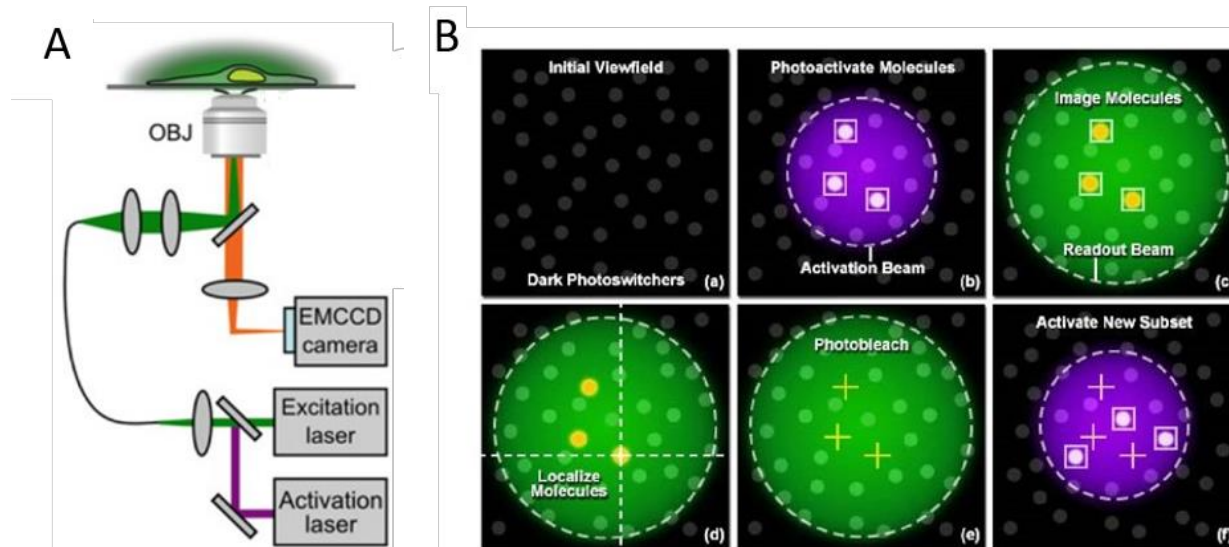 A
OBJ
EMCCD
camera
Excitation
laser
Activation
laser
B
Initial Viewfield
Dark Photoswitchers
(a)
Photoactivate Molecules
Activation Beam
(b)
Image Molecules
Readout Beam
(c
Localize
Molecules
(d)
Photobleach
(e)
Activate New Subset
(f)